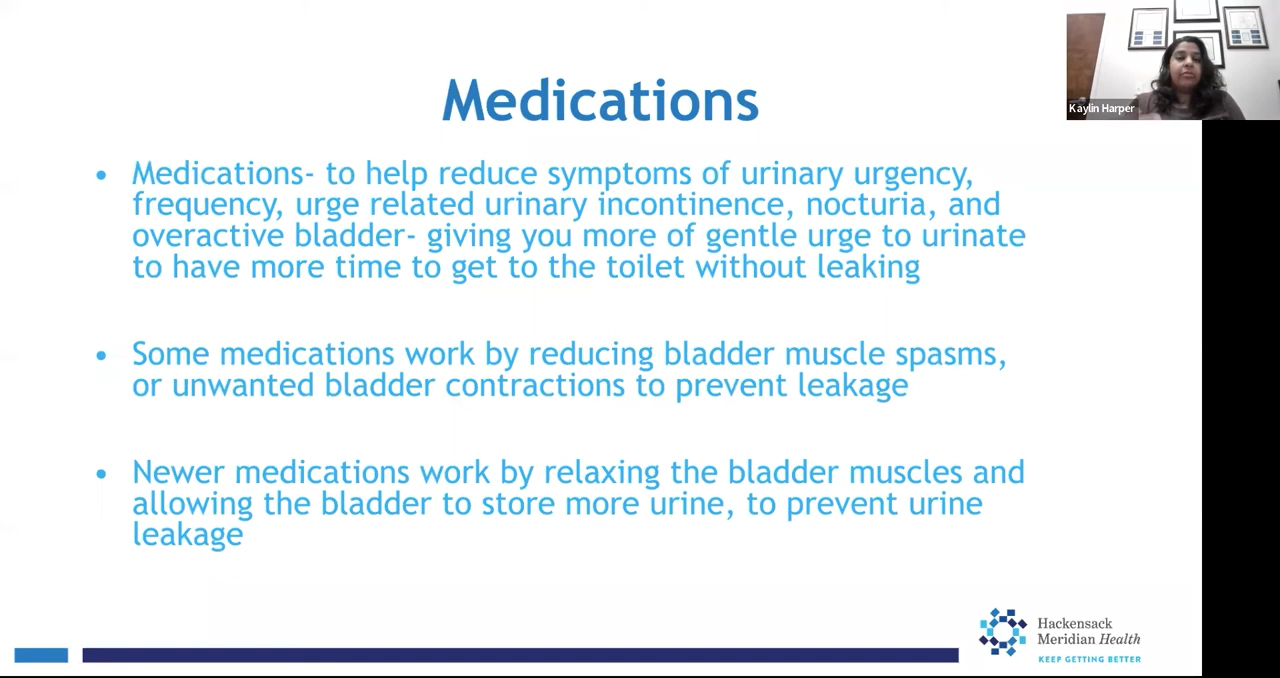 Medications
• Medications- to help reduce symptoms of urinary urgency,
frequency, urge related urinary incontinence, nocturia, and
overactive bladder- giving you more of gentle urge to urinate
to have more time to get to the toilet without leaking
• Some medications work by reducing bladder muscle spasms,
or unwanted bladder contractions to prevent leakage
• Newer medications work by relaxing the bladder muscles and
allowing the bladder to store more urine, to prevent urine
leakage
Kaylin Harper
Hackensack
Meridian Health
KEEP GETTING BETTER